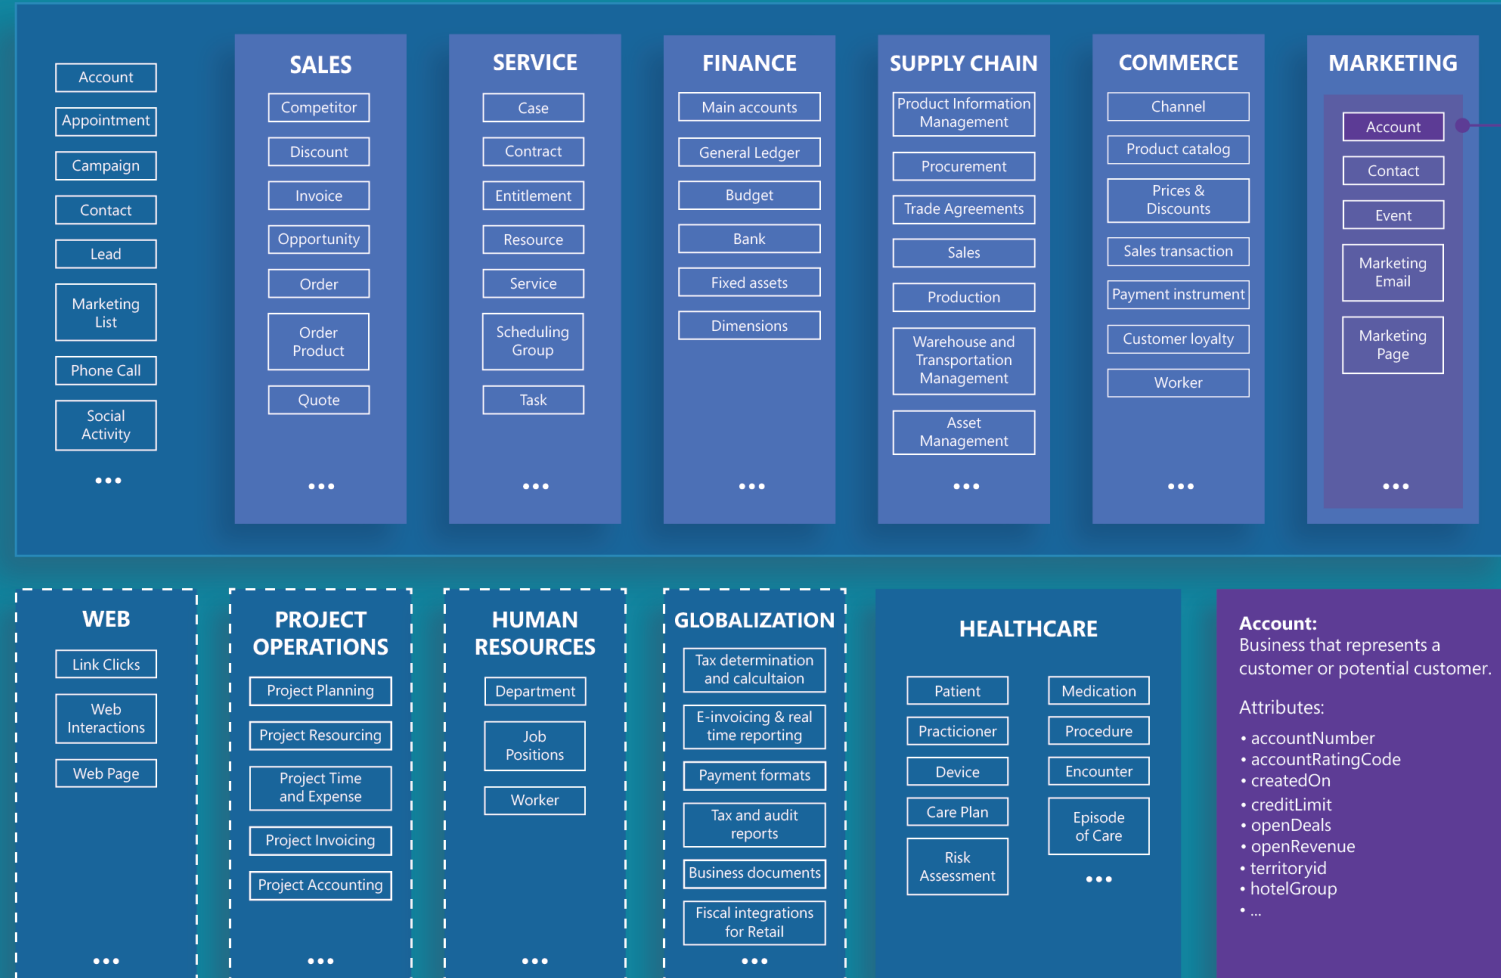 Account
Appointment
Campaign
Contact
Lead
Marketing
List
Phone Call
Social
Activity
...
SALES
Competitor
Discount
Invoice
Opportunity
Order
Order
Product
Quote
...
SERVICE
Case
Contract
Entitlement
Resource
Service
Scheduling
Group
Task
...
FINANCE
Main accounts
General Ledger
Budget
Bank
Fixed assets
Dimensions
...
SUPPLY CHAIN
Product Information
Management
Procurement
Trade Agreements
Sales
Production
Warehouse and
Transportation
Management
Asset
Management
...
COMMERCE
Channel
Product catalog
Prices &
Discounts
Sales transaction
Payment instrument
Customer loyalty
Worker
...
MARKETING
Account
Contact
Event
Marketing
Email
Marketing
Page
...
WEB
Link Clicks
Web
Interactions
Web Page
...
PROJECT
OPERATIONS
Project Planning
Project Resourcing
Project Time
and Expense
Project Invoicing
Project Accounting
...
HUMAN
RESOURCES
Department
Job
Positions
Worker
...
GLOBALIZATION
Tax determination
and calcultaion
E-invoicing & real
time reporting
Payment formats
Tax and audit
reports
Business documents
Fiscal integrations
for Retail
...
HEALTHCARE
Patient
Practicioner
Device
Care Plan
Risk
Assessment
Medication
Procedure
Encounter
Episode
of Care
...
Account:
Business that represents a
customer or potential customer.
Attributes:
• accountNumber
• accountRatingCode
• createdOn
• creditLimit
• openDeals
• openRevenue
• territoryid
• hotelGroup
• ...